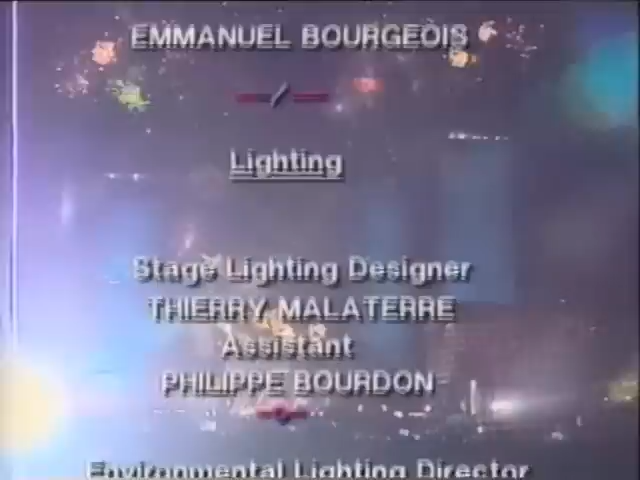 EMMANUEL BOURGEOIS
Lighting
Stage Lighting Designer
THIERRY MALATERRE
Assistant
PHILIPPE BOURDON
Environmental Lighting Director